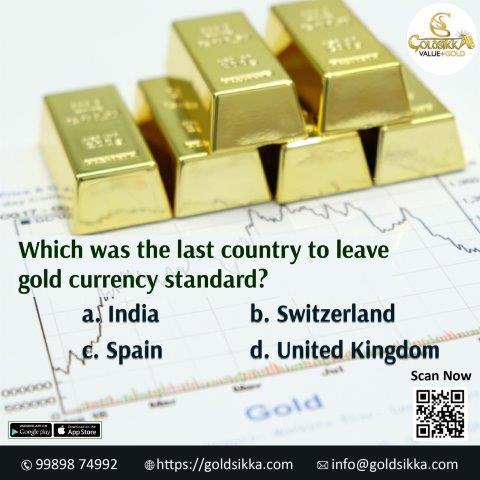 GOLDSIKKA
VALUE+GOLD
Which was the last country to leave
gold currency standard?
a. India b. Switzerland
c. Spain d. United Kingdom
Jul
Gold
Scan Now
Google play
App Store
99898 74992 https://goldsikka.com info@goldsikka.com